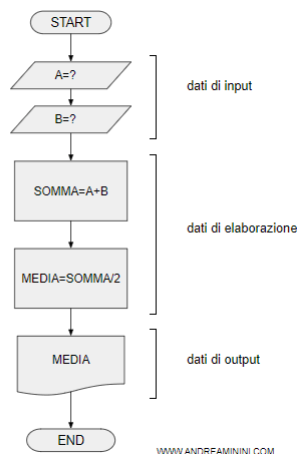 START
A=?
dati di input
B=?
SOMMA=A+B
dati di elaborazione
MEDIA=SOMMA/2
MEDIA
dati di output
END
WWW.ANDREAMININI.COM